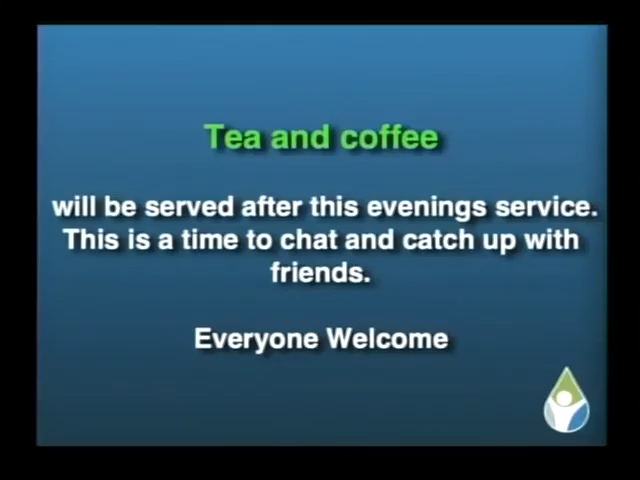 Tea and coffee
will be served after this evenings service.
This is a time to chat and catch up with
friends.
Everyone Welcome